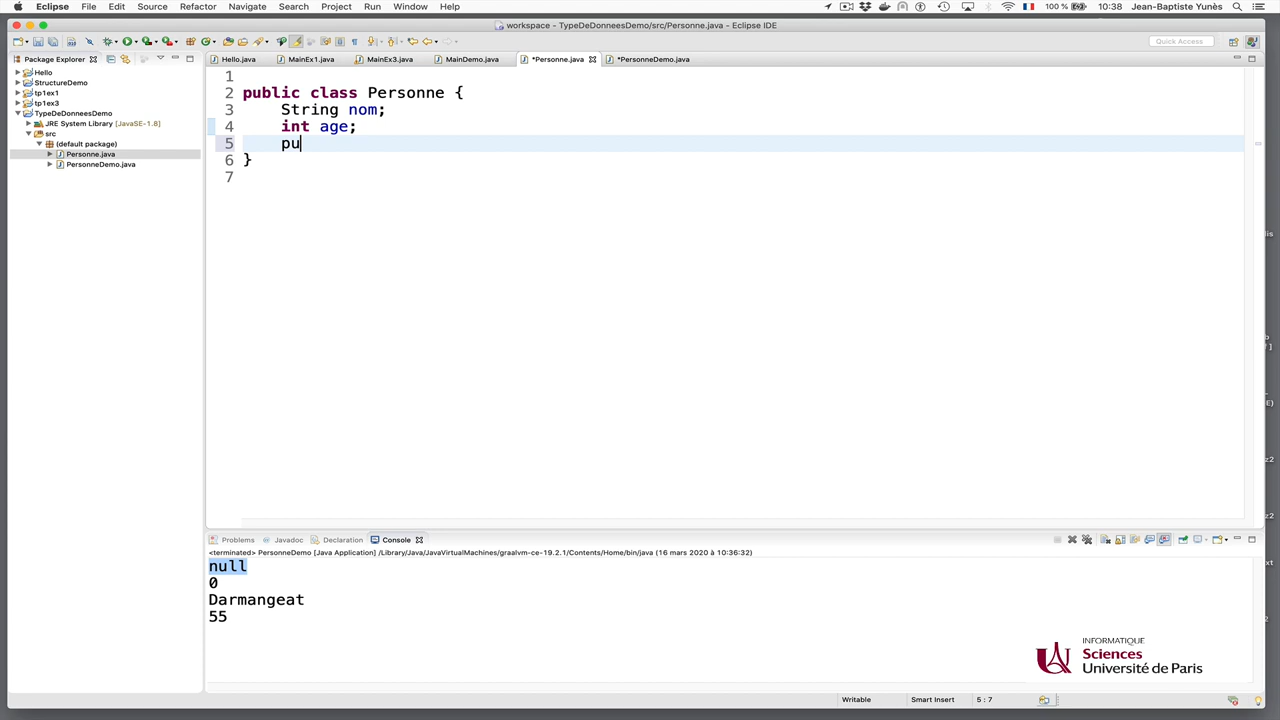 Eclipse File Edit Source Refactor Navigate Search Project Run Window Help 100 % 10:38 Jean-Baptiste Yunès
workspace - TypeDeDonneesDemo/src/Personne.java - Eclipse IDE
Quick Access
Package Explorer
Hello.java MainEx1.java MainEx3.java MainDemo.java *Personne.java *PersonneDemo.java
Hello
StructureDemo
tp1ex1
tp1ex3
TypeDeDonneesDemo
JRE System Library [JavaSE-1.8]
src
(default package)
Personne.java
PersonneDemo.java
1
2 public class Personne {
3 String nom;
4 int age;
5 pu
6 }
7
Problems Javadoc Declaration Console
<terminated> PersonneDemo [Java Application] /Library/Java/JavaVirtualMachines/graalvm-ce-19.2.1/Contents/Home/bin/java (16 mars 2020 à 10:36:32)
null
0
Darmangeat
55
INFORMATIQUE
Sciences
Université de Paris
Writable Smart Insert 5 : 7